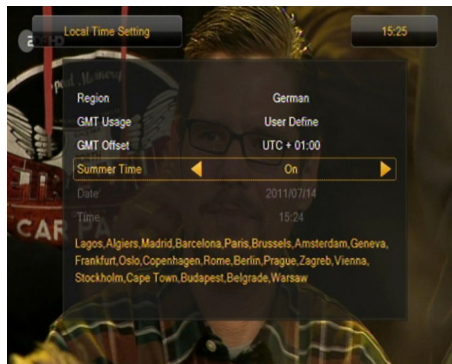 Local Time Setting
15:25
Region German
GMT Usage User Define
GMT Offset UTC + 01:00
Summer Time On
Date 2011/07/14
Time 15:24
Lagos,Algiers,Madrid,Barcelona,Paris,Brussels,Amsterdam,Geneva,
Frankfurt,Oslo,Copenhagen,Rome,Berlin,Prague,Zagreb,Vienna,
Stockholm,Cape Town,Budapest,Belgrade,Warsaw
CAR PA